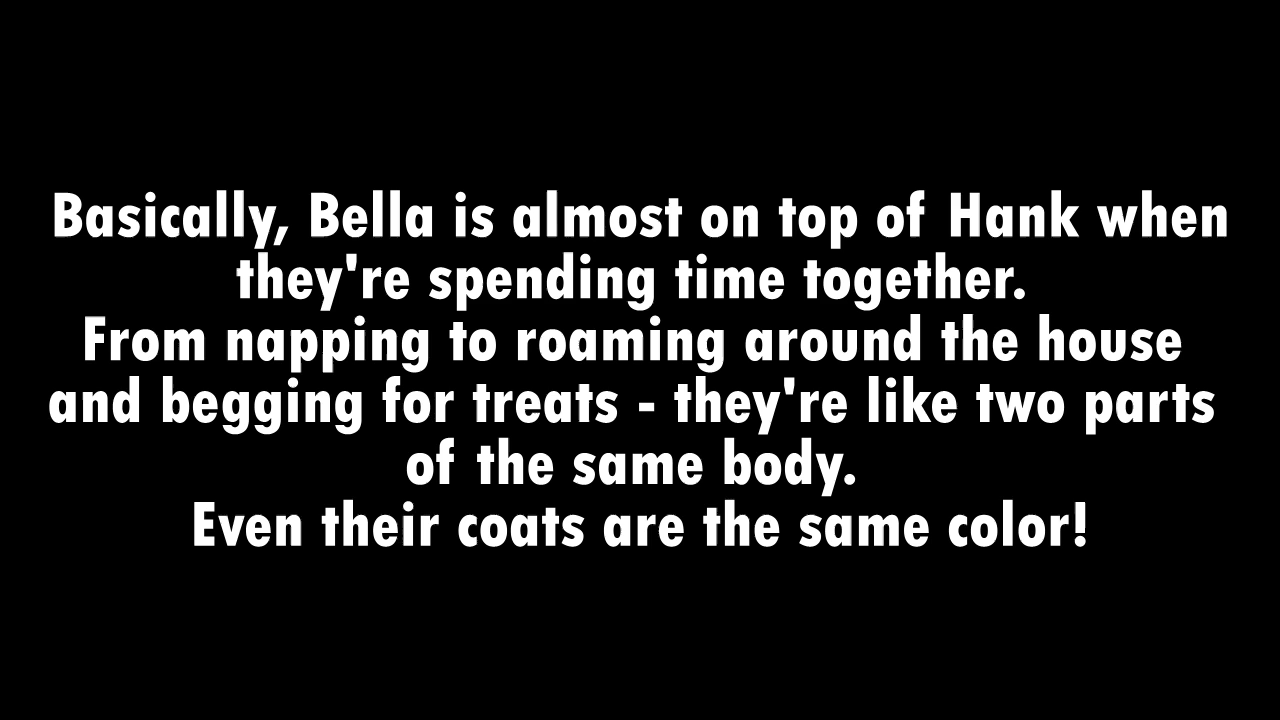 Basically, Bella is almost on top of Hank when
they're spending time together.
From napping to roaming around the house
and begging for treats - they're like two parts
of the same body.
Even their coats are the same color!